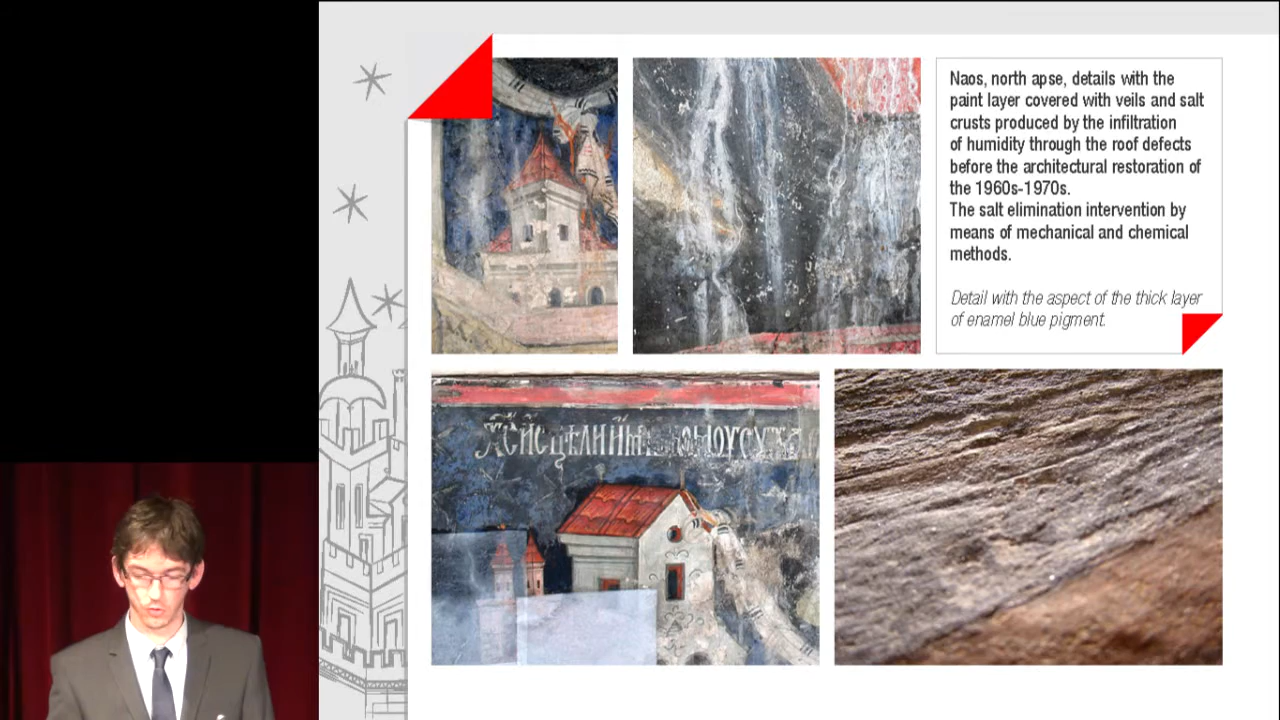 Naos, north apse, details with the
paint layer covered with veils and salt
crusts produced by the infiltration
of humidity through the roof defects
before the architectural restoration of
the 1960s-1970s.
The salt elimination intervention by
means of mechanical and chemical
methods.
Detail with the aspect of the thick layer
of enamel blue pigment.